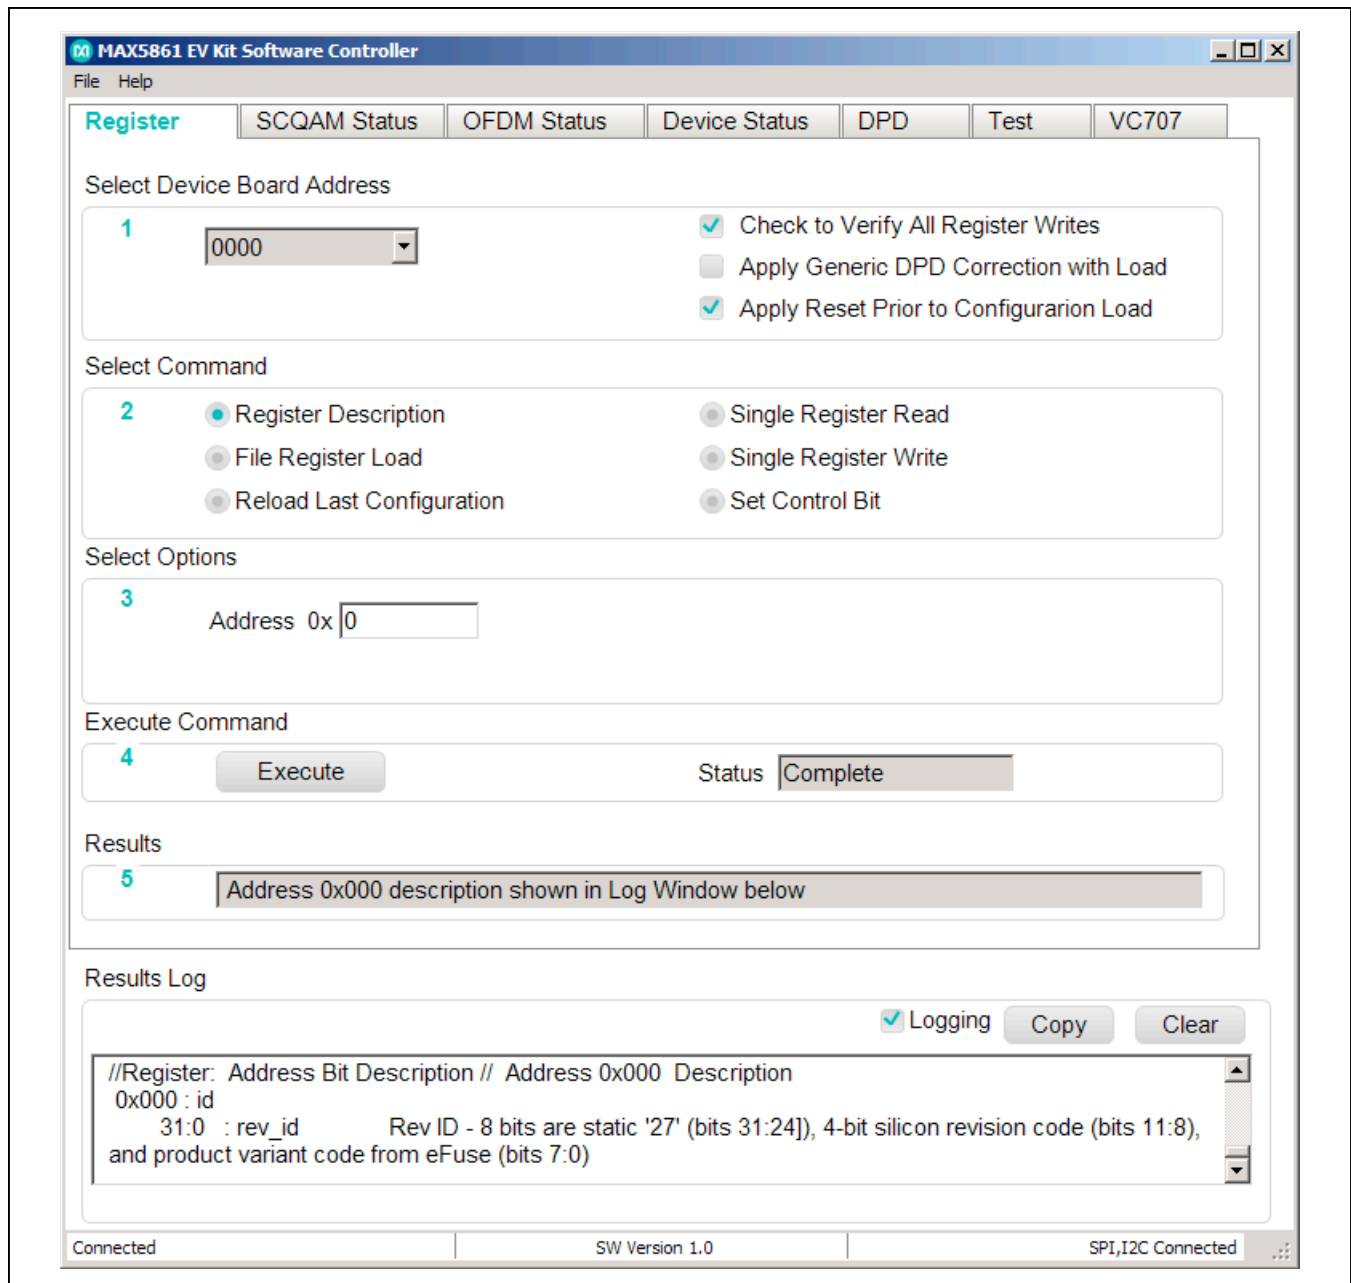 MAX5861 EV Kit Software Controller
File Help
Register SCQAM Status OFDM Status Device Status DPD Test VC707
Select Device Board Address
1
0000
Check to Verify All Register Writes
Apply Generic DPD Correction with Load
Apply Reset Prior to Configurarion Load
Select Command
2
Register Description Single Register Read
File Register Load Single Register Write
Reload Last Configuration Set Control Bit
Select Options
3
Address 0x 0
Execute Command
4
Execute Status Complete
Results
5
Address 0x000 description shown in Log Window below
Results Log
Logging Copy Clear
//Register: Address Bit Description // Address 0x000 Description
0x000 : id
31:0 : rev_id Rev ID - 8 bits are static '27' (bits 31:24]), 4-bit silicon revision code (bits 11:8),
and product variant code from eFuse (bits 7:0)
Connected SW Version 1.0 SPI,I2C Connected